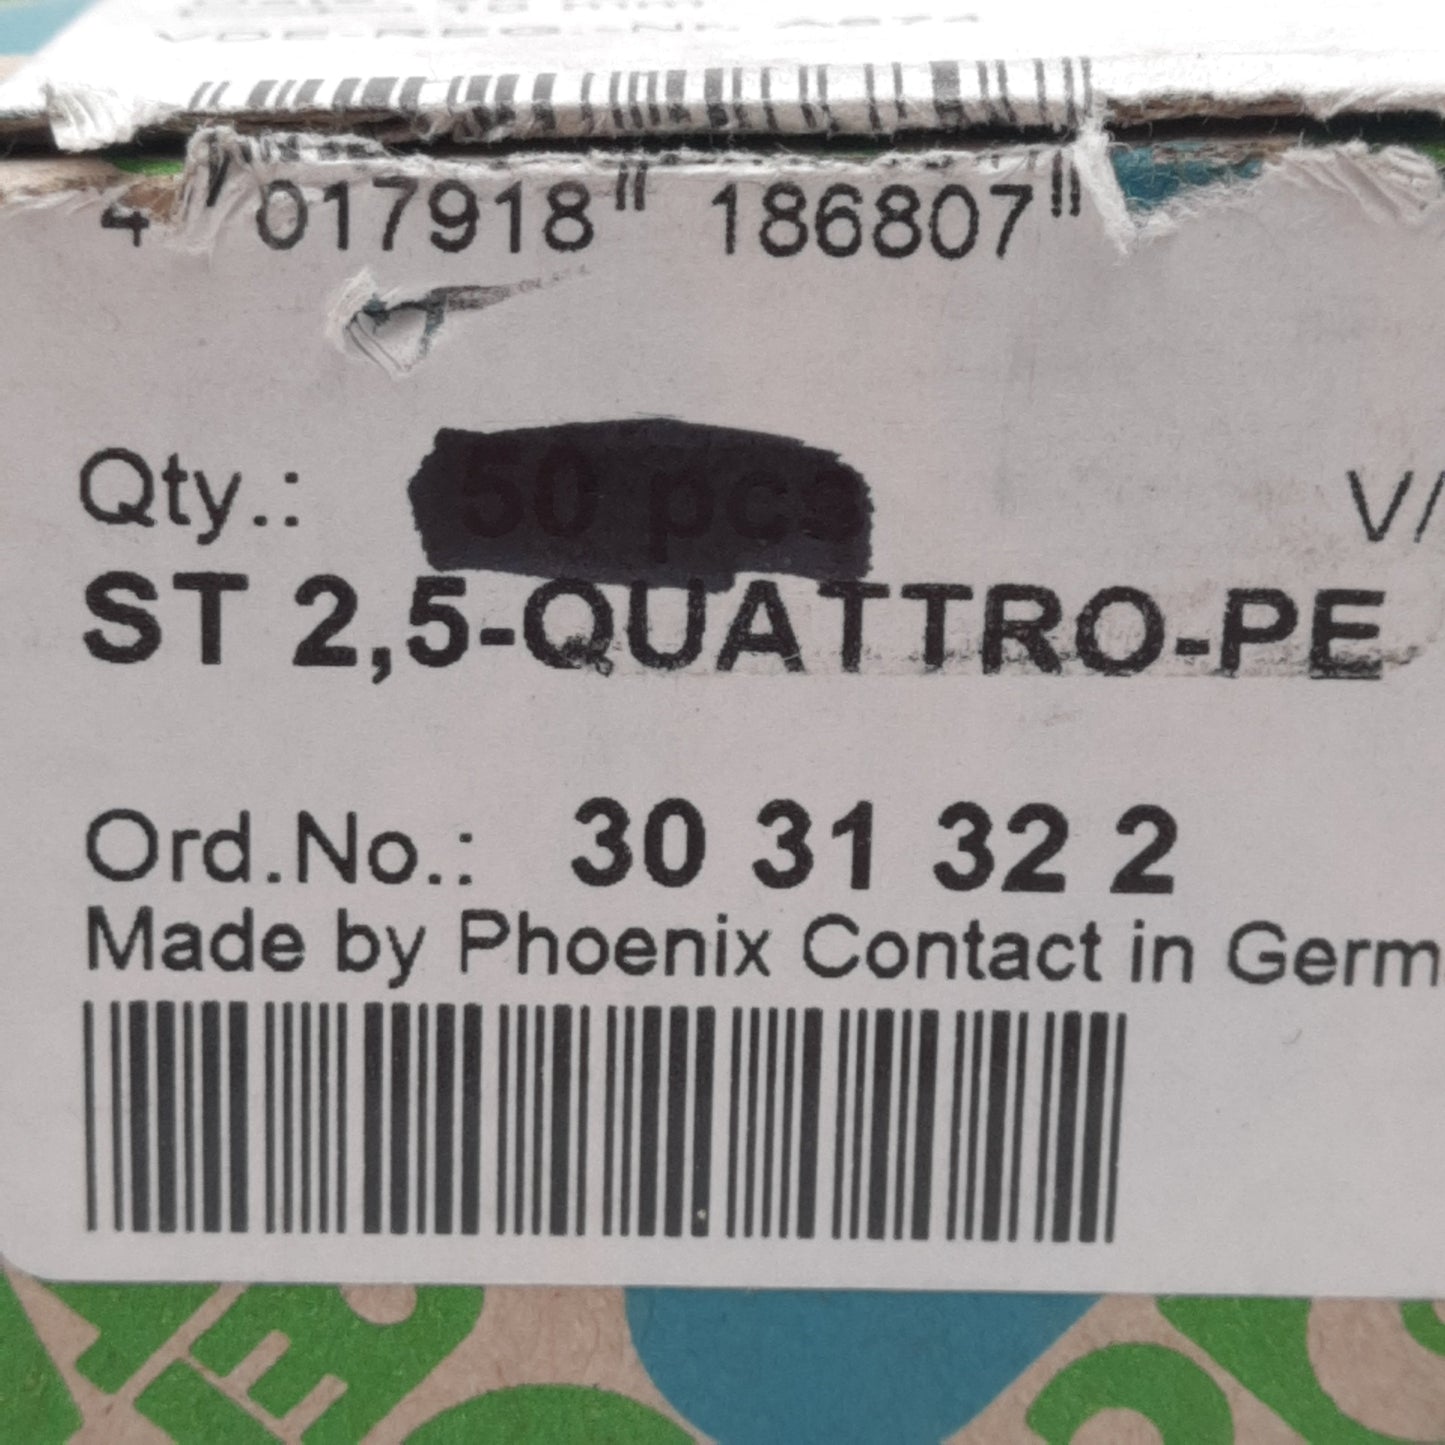 4 017918 186807
Qty.: 50 pcs
V/
ST 2,5-QUATTRO-PE
Ord.No.: 30 31 32 2
Made by Phoenix Contact in Germ